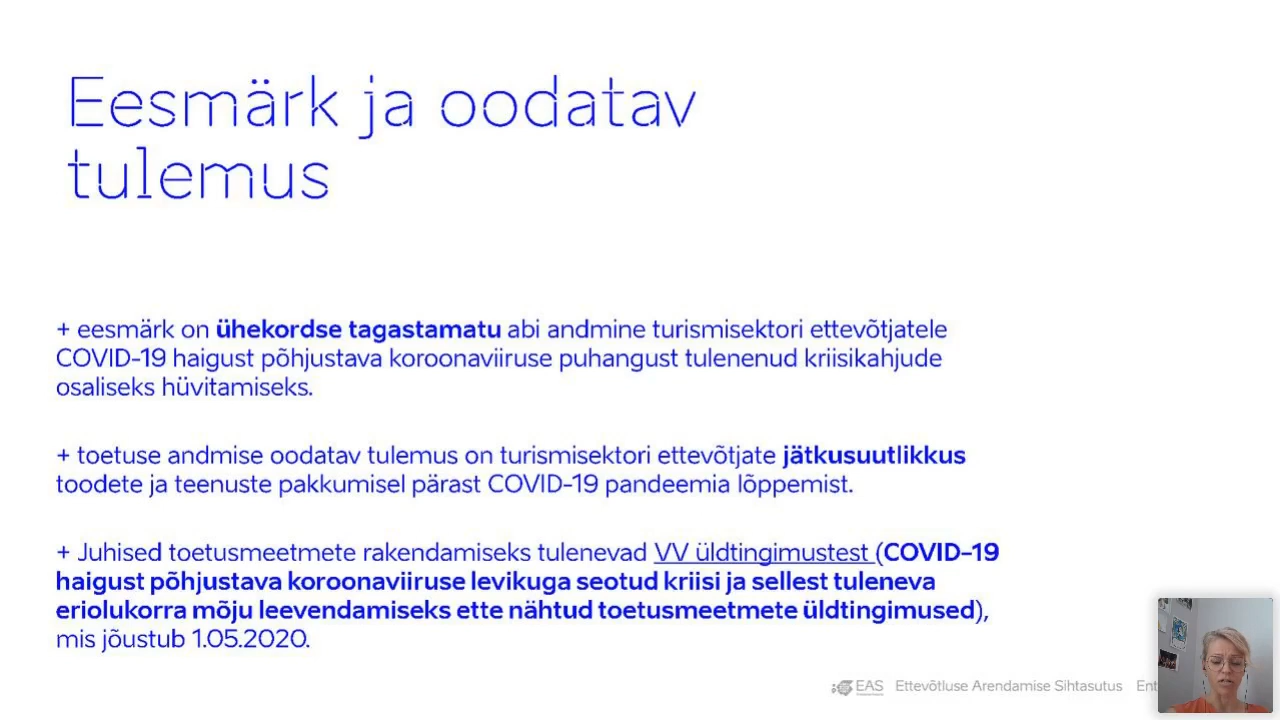 Eesmärk ja oodatav
tulemus
+ eesmärk on ühekordse tagastamatu abi andmine turismisektori ettevõtjatele
COVID-19 haigust põhjustava koroonaviiruse puhangust tulenenud kriisikahjude
osaliseks hüvitamiseks.
+ toetuse andmise oodatav tulemus on turismisektori ettevõtjate jätkusuutlikkus
toodete ja teenuste pakkumisel pärast COVID-19 pandeemia lõppemist.
+ Juhised toetusmeetmete rakendamiseks tulenevad VV üldtingimustest (COVID-19
haigust põhjustava koroonaviiruse levikuga seotud kriisi ja sellest tuleneva
eriolukorra mõju leevendamiseks ette nähtud toetusmeetmete üldtingimused),
mis jõustub 1.05.2020.
EAS Ettevõtluse Arendamise Sihtasutus Ent